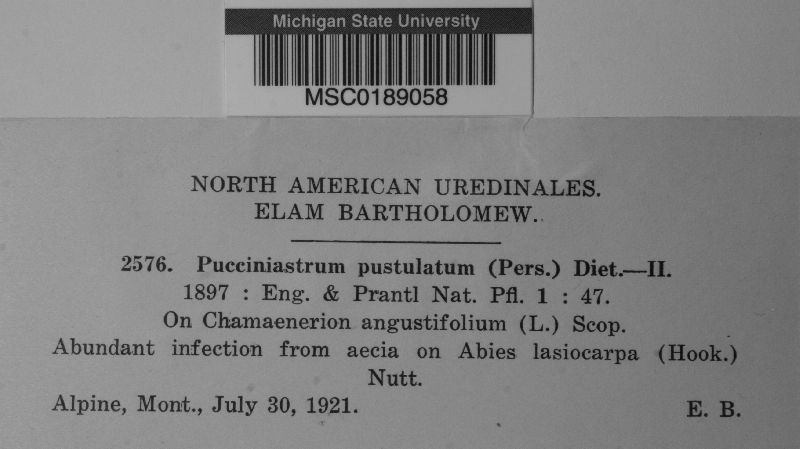 Michigan State University
MSC0189058
NORTH AMERICAN UREDINALES.
ELAM BARTHOLOMEW.
2576. Pucciniastrum pustulatum (Pers.) Diet.—II.
1897 : Eng. & Prantl Nat. Pfl. 1 : 47.
On Chamaenerion angustifolium (L.) Scop.
Abundant infection from aecia on Abies lasiocarpa (Hook.)
Nutt.
Alpine, Mont., July 30, 1921. E. B.